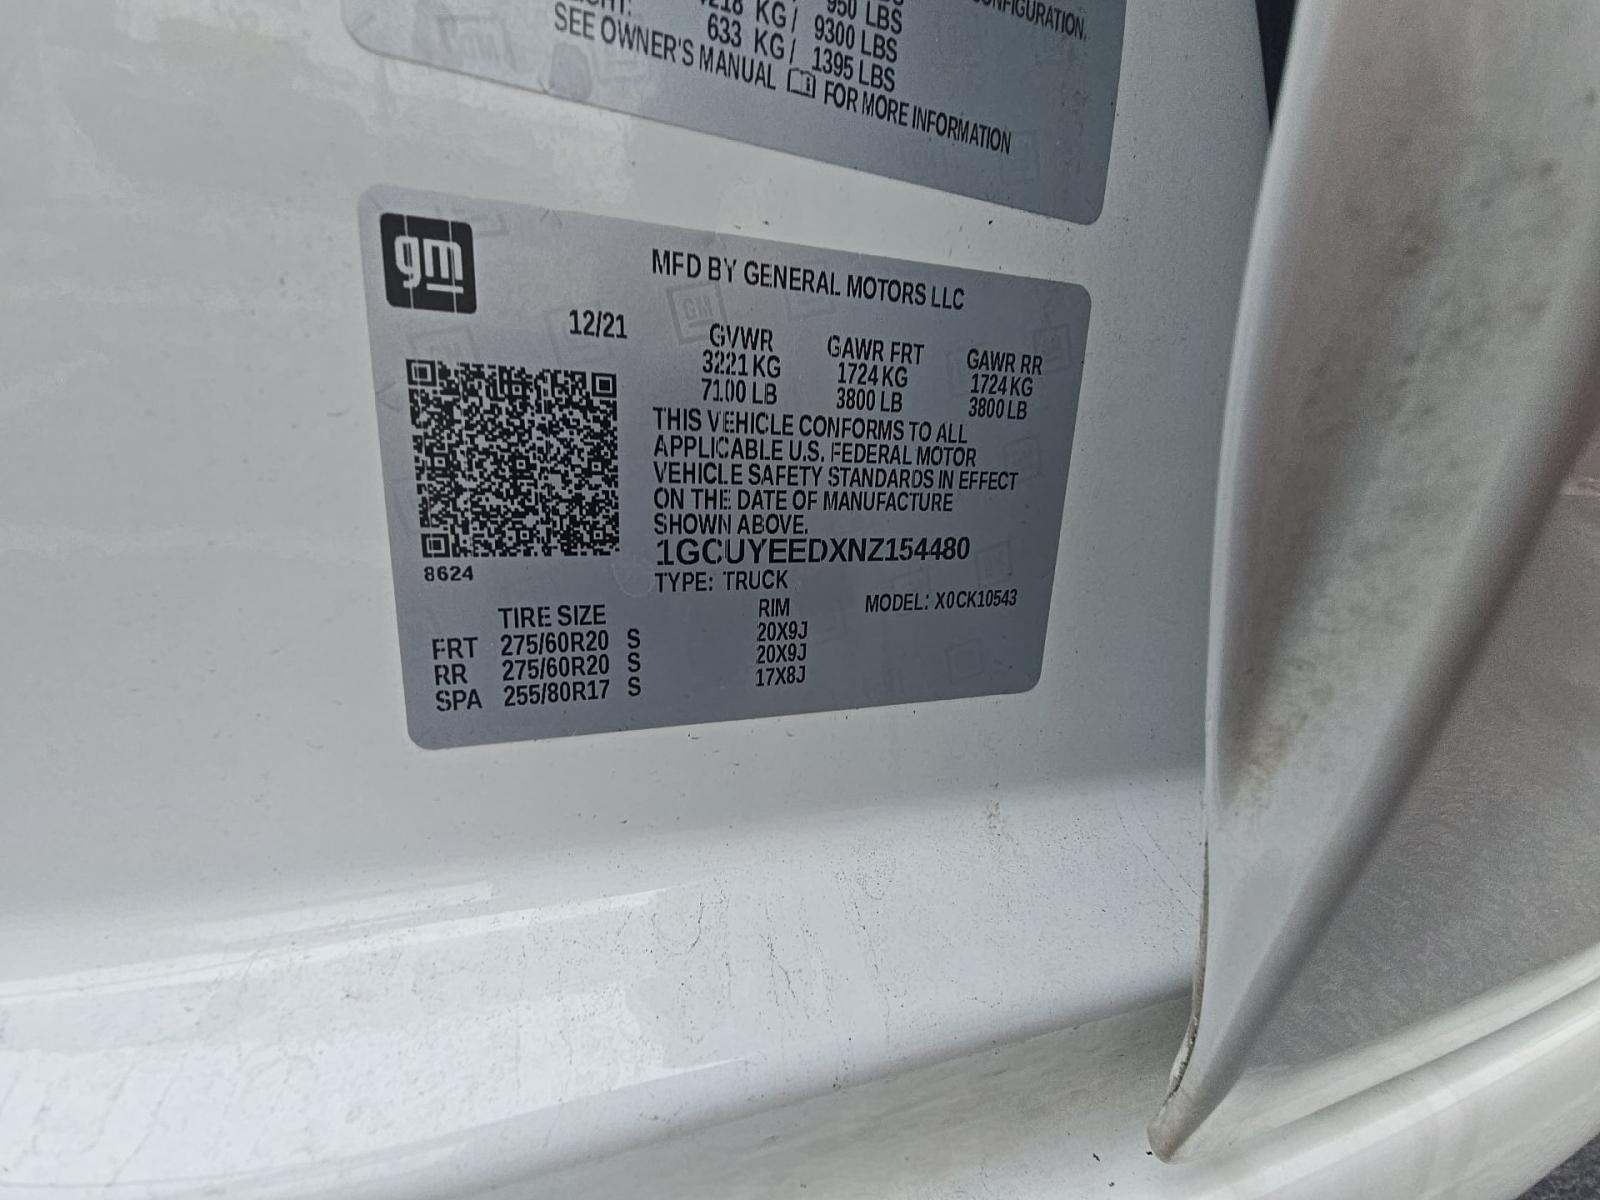 950 LBS
CONFIGURATION.
4218 KG / 9300 LBS
633 KG / 1395 LBS
SEE OWNER'S MANUAL FOR MORE INFORMATION
gm
MFD BY GENERAL MOTORS LLC
12/21
GVWR GAWR FRT GAWR RR
3221 KG 1724 KG 1724 KG
7100 LB 3800 LB 3800 LB
THIS VEHICLE CONFORMS TO ALL
APPLICABLE U.S. FEDERAL MOTOR
VEHICLE SAFETY STANDARDS IN EFFECT
ON THE DATE OF MANUFACTURE
SHOWN ABOVE.
1GCUYEEDXNZ154480
8624
TYPE: TRUCK
MODEL: X0CK10543
TIRE SIZE RIM
FRT 275/60R20 S 20X9J
RR 275/60R20 S 20X9J
SPA 255/80R17 S 17X8J